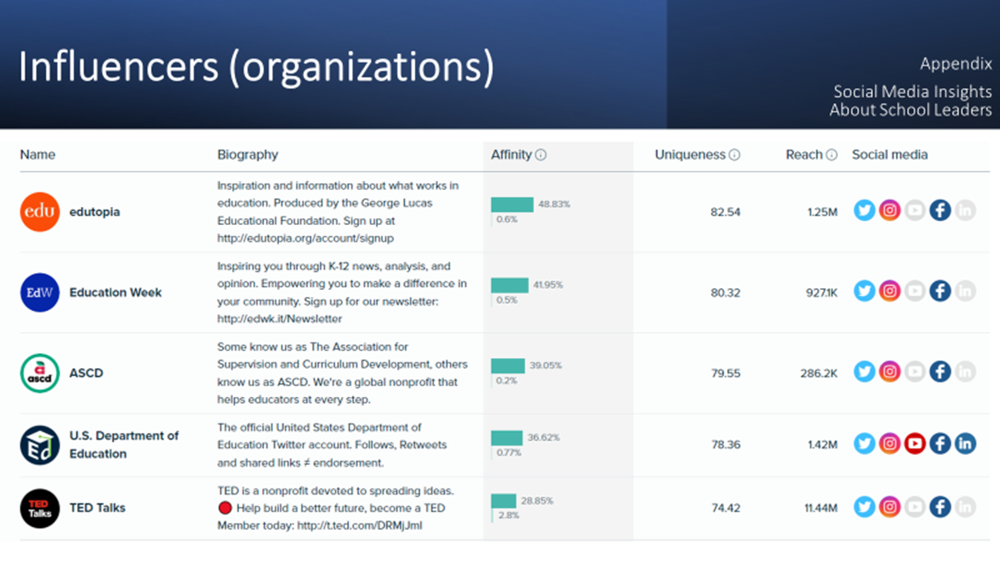 Influencers (organizations)
Appendix
Social Media Insights
About School Leaders
Name Biography Affinity Uniqueness Reach Social media
edu
edutopia
Inspiration and information about what works in
education. Produced by the George Lucas
Educational Foundation. Sign up at
http://edutopia.org/account/signup
48.83%
0.6%
82.54
1.25M
EdW
Education Week
Inspiring you through K-12 news, analysis, and
opinion. Empowering you to make a difference in
your community. Sign up for our newsletter:
http://edwk.it/Newsletter
41.95%
0.5%
80.32
927.1K
ascd
ASCD
Some know us as The Association for
Supervision and Curriculum Development, others
know us as ASCD. We're a global nonprofit that
helps educators at every step.
39.05%
0.2%
79.55
286.2K
Ed
U.S. Department of
Education
The official United States Department of
Education Twitter account. Follows, Retweets
and shared links ≠ endorsement.
36.62%
0.77%
78.36
1.42M
TED
Talks
TED Talks
TED is a nonprofit devoted to spreading ideas.
🔴 Help build a better future, become a TED
Member today: http://t.ted.com/DRMjJml
28.85%
2.8%
74.42
11.44M